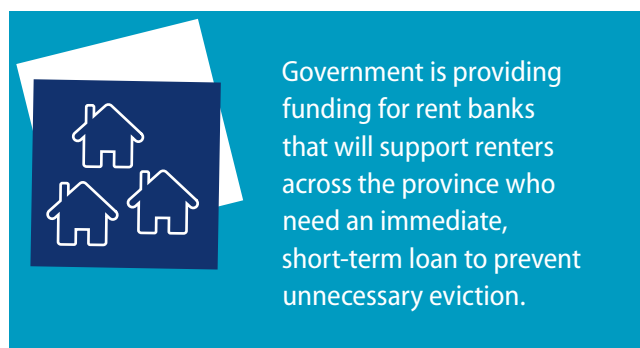 Government is providing
funding for rent banks
that will support renters
across the province who
need an immediate,
short-term loan to prevent
unnecessary eviction.